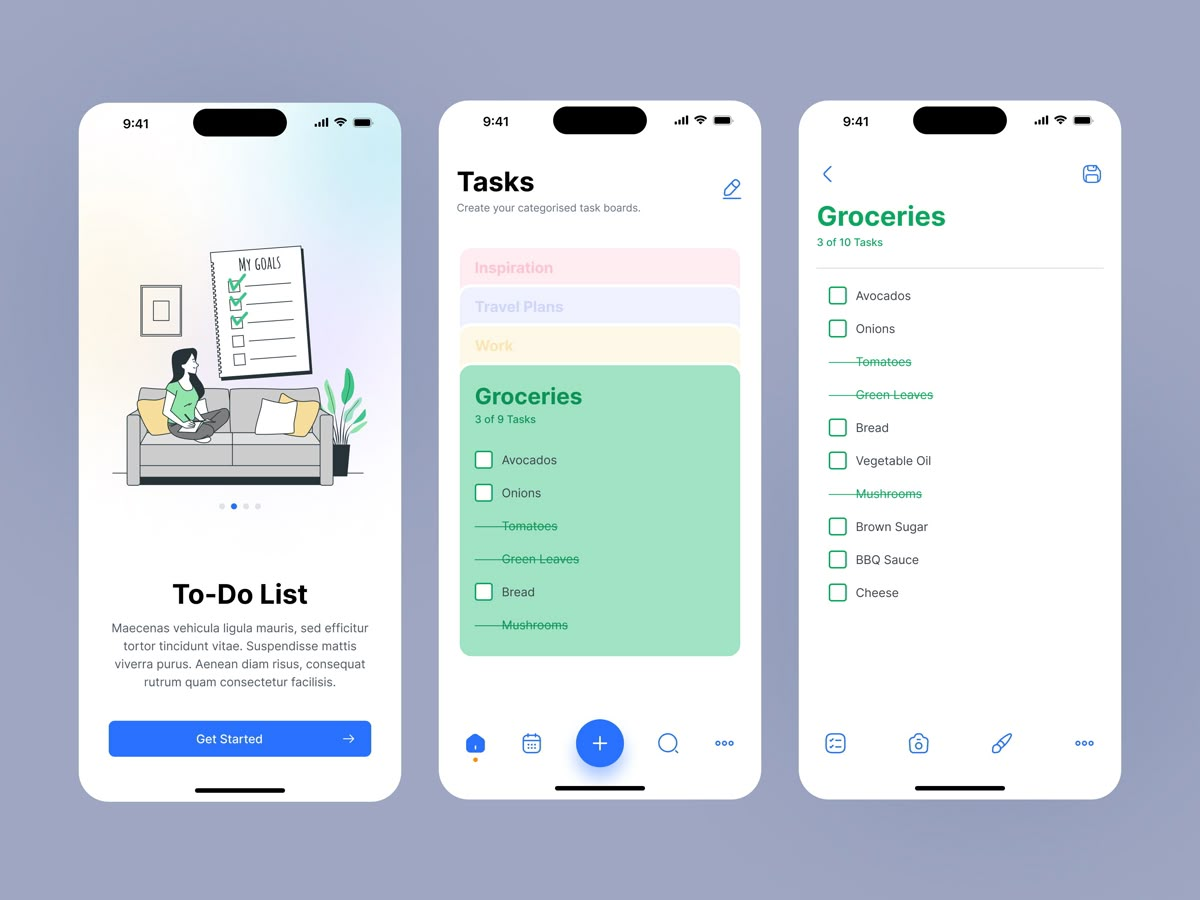 9:41
MY GOALS
To-Do List
Maecenas vehicula ligula mauris, sed efficitur
tortor tincidunt vitae. Suspendisse mattis
viverra purus. Aenean diam risus, consequat
rutrum quam consectetur facilisis.
Get Started
9:41
Tasks
Create your categorised task boards.
Inspiration
Travel Plans
Work
Groceries
3 of 9 Tasks
Avocados
Onions
Tomatoes
Green Leaves
Bread
Mushrooms
9:41
Groceries
3 of 10 Tasks
Avocados
Onions
Tomatoes
Green Leaves
Bread
Vegetable Oil
Mushrooms
Brown Sugar
BBQ Sauce
Cheese